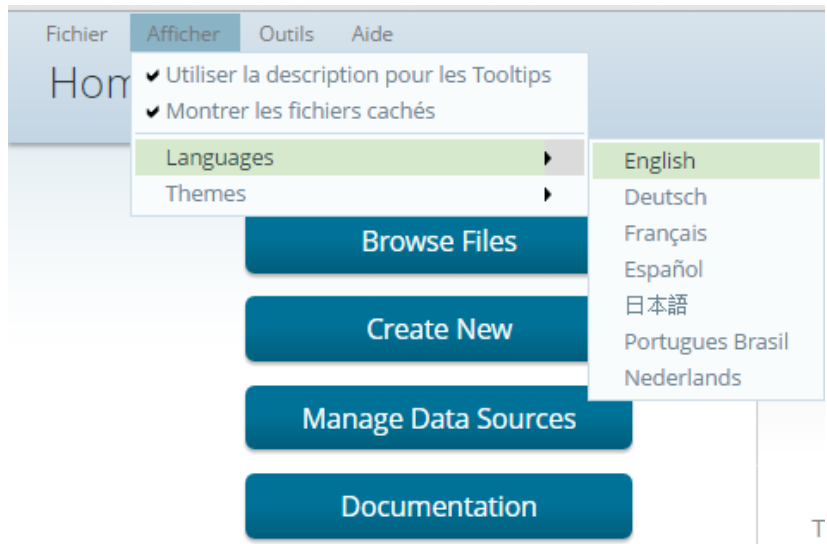 Fichier Afficher Outils Aide
Hom
✔ Utiliser la description pour les Tooltips
✔ Montrer les fichiers cachés
Languages
Themes
English
Deutsch
Français
Español
日本語
Portugues Brasil
Nederlands
Browse Files
Create New
Manage Data Sources
Documentation
T